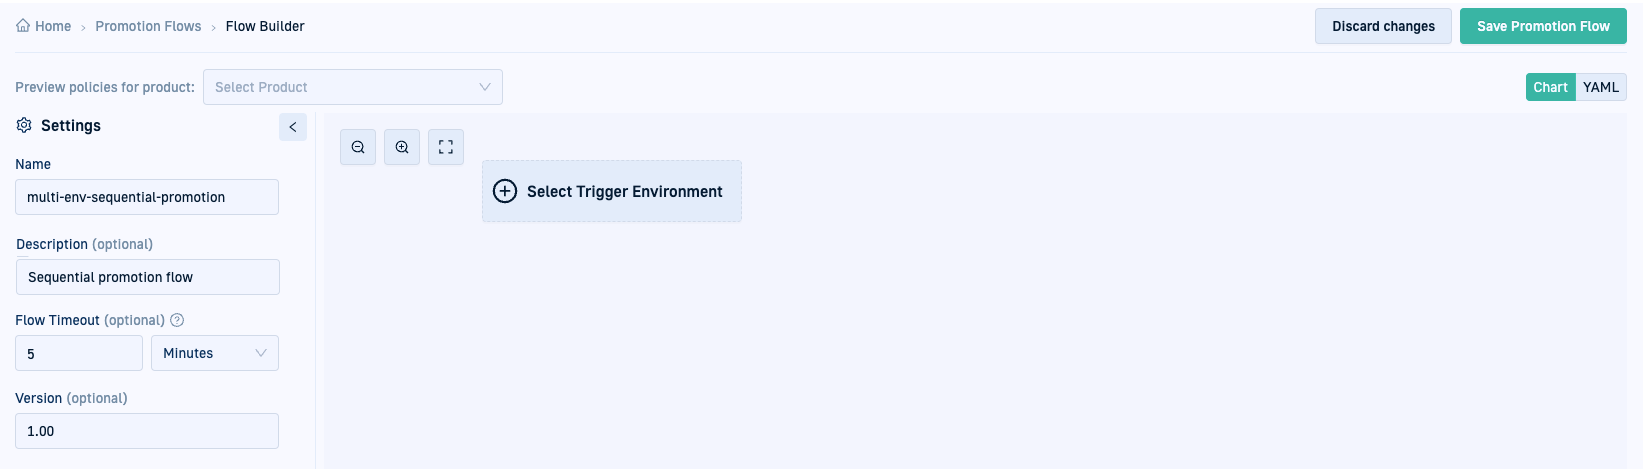 Home > Promotion Flows > Flow Builder
Discard changes
Save Promotion Flow
Preview policies for product:
Select Product
Chart
YAML
Settings
Select Trigger Environment
Name
multi-env-sequential-promotion
Description (optional)
Sequential promotion flow
Flow Timeout (optional) ?
5
Minutes
Version (optional)
1.00